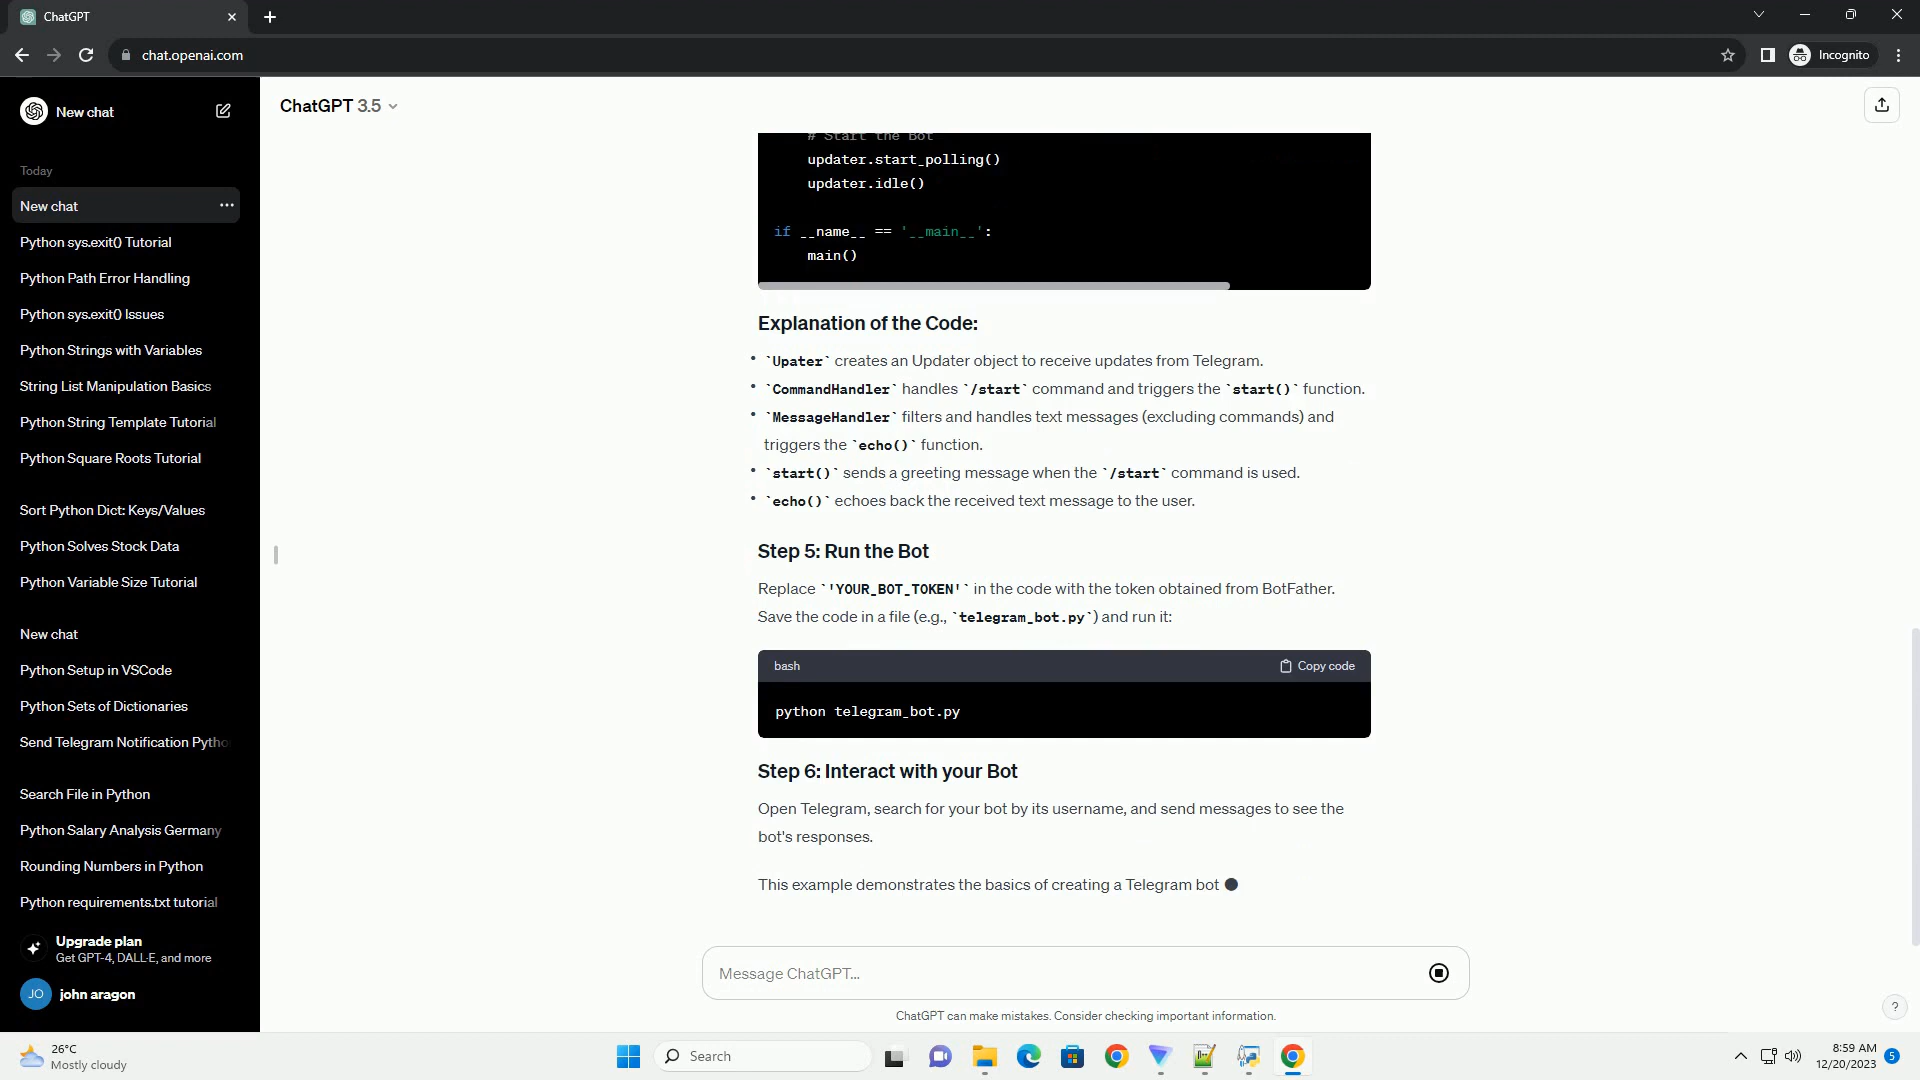 ChatGPT
chat.openai.com
Incognito
New chat
Today
New chat
Python sys.exit() Tutorial
Python Path Error Handling
Python sys.exit() Issues
Python Strings with Variables
String List Manipulation Basics
Python String Template Tutorial
Python Square Roots Tutorial
Sort Python Dict: Keys/Values
Python Solves Stock Data
Python Variable Size Tutorial
New chat
Python Setup in VSCode
Python Sets of Dictionaries
Send Telegram Notification Pytho
Search File in Python
Python Salary Analysis Germany
Rounding Numbers in Python
Python requirements.txt tutorial
Upgrade plan
Get GPT-4, DALL·E, and more
JO john aragon
ChatGPT 3.5
# Start the Bot
updater.start_polling()
updater.idle()
if __name__ == '__main__':
main()
Explanation of the Code:
• `Upater` creates an Updater object to receive updates from Telegram.
• `CommandHandler` handles `/start` command and triggers the `start()` function.
• `MessageHandler` filters and handles text messages (excluding commands) and
triggers the `echo()` function.
• `start()` sends a greeting message when the `/start` command is used.
• `echo()` echoes back the received text message to the user.
Step 5: Run the Bot
Replace `'YOUR_BOT_TOKEN'` in the code with the token obtained from BotFather.
Save the code in a file (e.g., `telegram_bot.py`) and run it:
bash Copy code
python telegram_bot.py
Step 6: Interact with your Bot
Open Telegram, search for your bot by its username, and send messages to see the
bot's responses.
This example demonstrates the basics of creating a Telegram bot
Message ChatGPT...
ChatGPT can make mistakes. Consider checking important information.
?
26°C
Mostly cloudy
Search
8:59 AM
12/20/2023
5